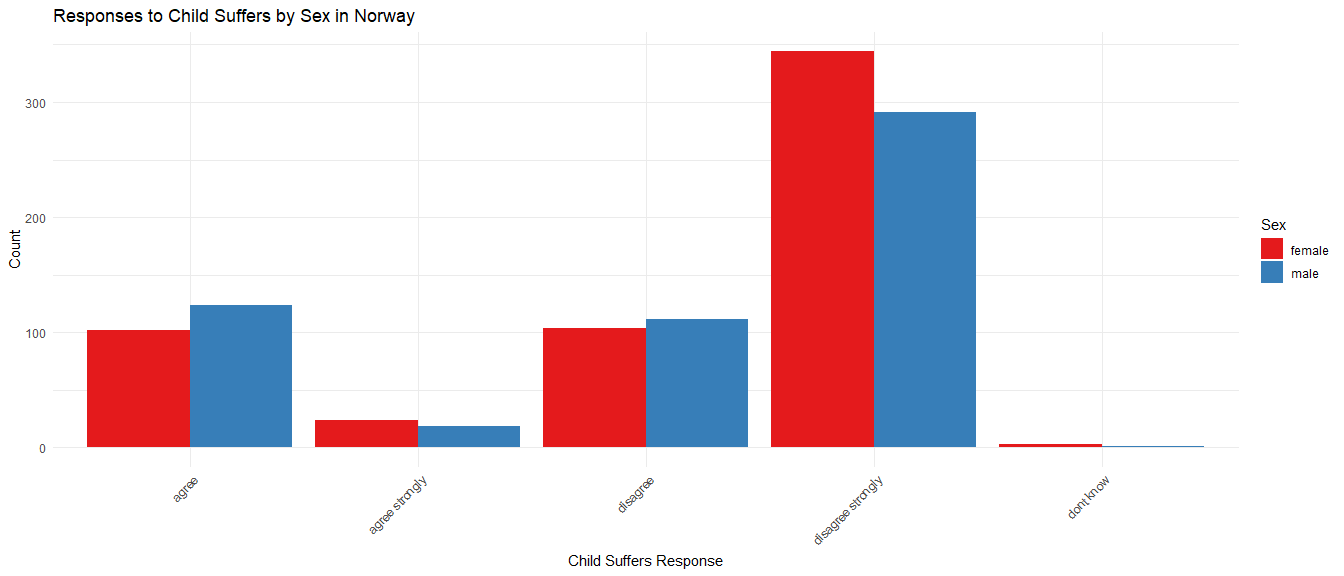 Responses to Child Suffers by Sex in Norway
300
200
100
0
Count
agree
agree strongly
disagree
disagree strongly
dont know
Child Suffers Response
Sex
female
male